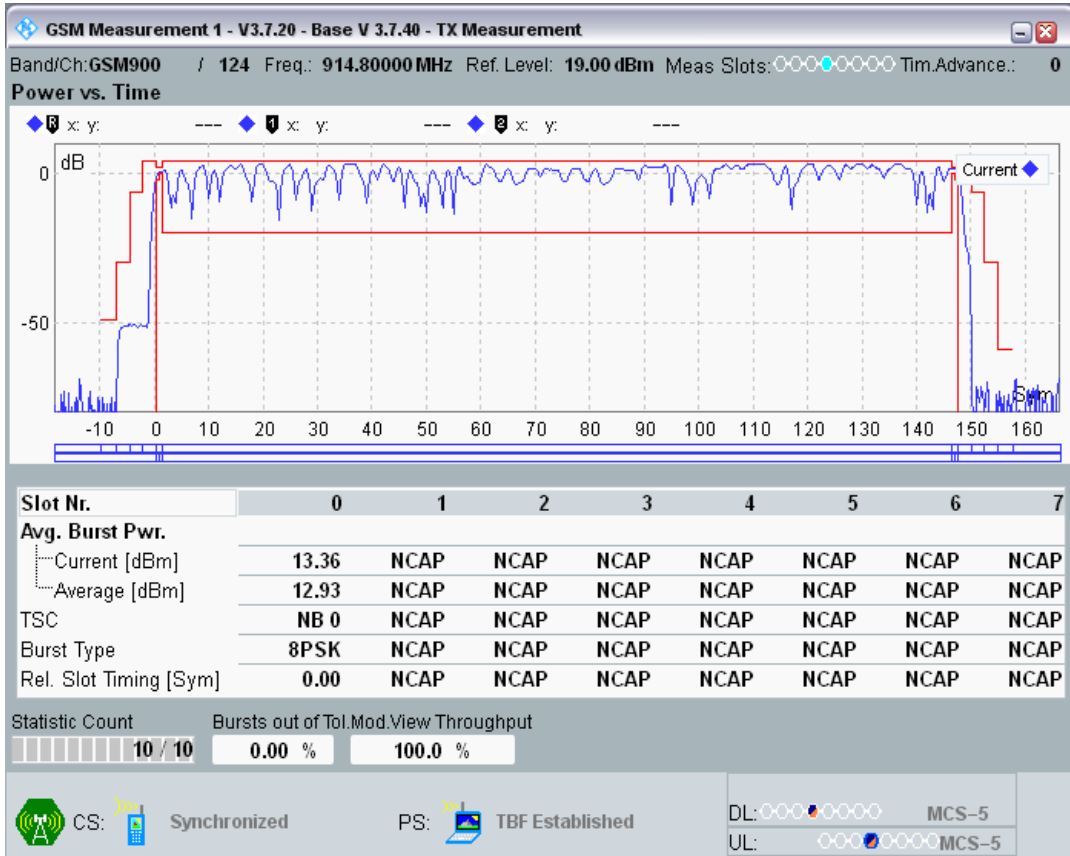 GSM Measurement 1 - V3.7.20 - Base V 3.7.40 - TX Measurement
Band/Ch:GSM900 / 124 Freq.: 914.80000 MHz Ref. Level: 19.00 dBm Meas Slots: Tim.Advance.: 0
Power vs. Time
R x: y: --- 1 x: y: --- 2 x: y: ---
dB
Current
0
-50
Sym
-10 0 10 20 30 40 50 60 70 80 90 100 110 120 130 140 150 160
Slot Nr. 0 1 2 3 4 5 6 7
Avg. Burst Pwr.
Current [dBm] 13.36 NCAP NCAP NCAP NCAP NCAP NCAP NCAP
Average [dBm] 12.93 NCAP NCAP NCAP NCAP NCAP NCAP NCAP
TSC NB 0 NCAP NCAP NCAP NCAP NCAP NCAP NCAP
Burst Type 8PSK NCAP NCAP NCAP NCAP NCAP NCAP NCAP
Rel. Slot Timing [Sym] 0.00 NCAP NCAP NCAP NCAP NCAP NCAP NCAP
Statistic Count Bursts out of Tol.Mod.View Throughput
10 / 10 0.00 % 100.0 %
CS: Synchronized PS: TBF Established
DL: MCS-5
UL: MCS-5